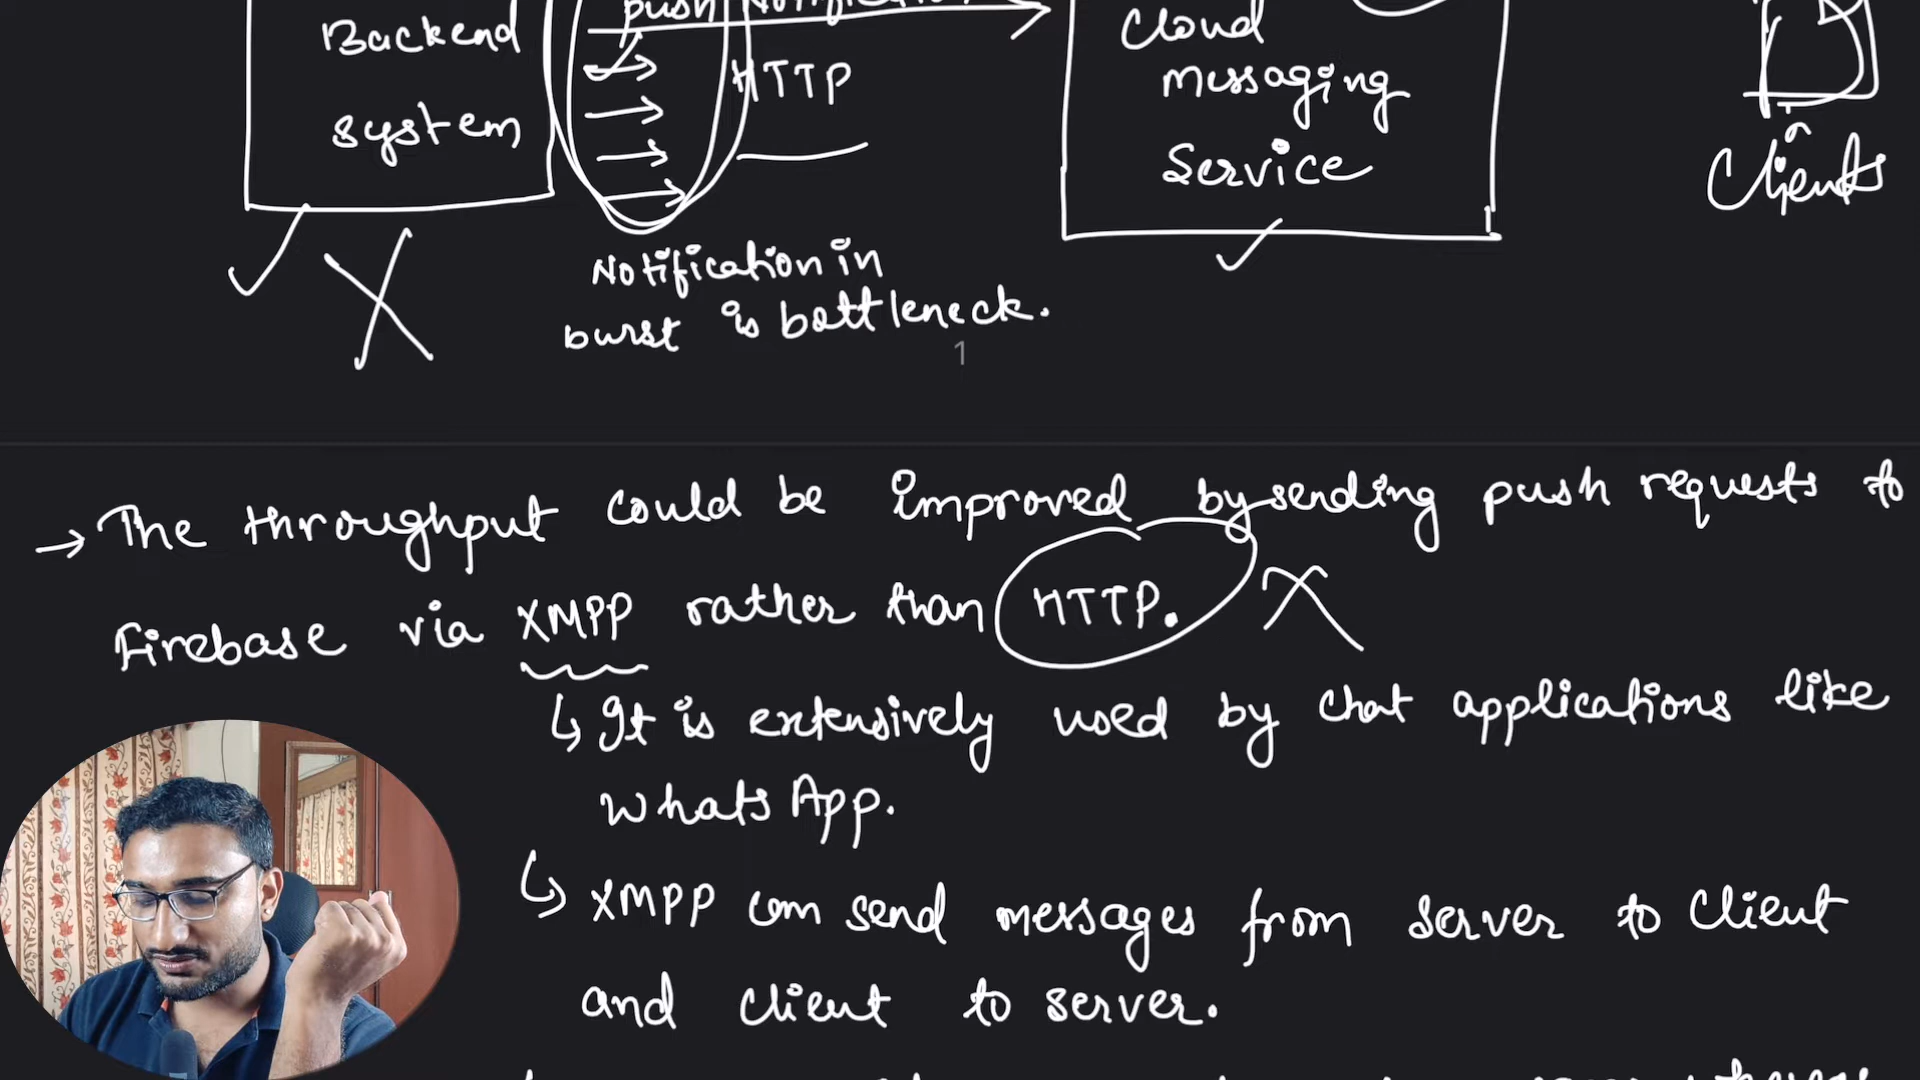 push Notification
Backend
system
HTTP
Cloud
Messaging
Service
Clients
Notification in
burst is bottleneck.
1
→ The throughput could be improved by sending push requests to
Firebase via XMPP rather than HTTP.
↳ It is extensively used by chat applications like
WhatsApp.
↳ XMPP can send messages from server to client
and client to server.